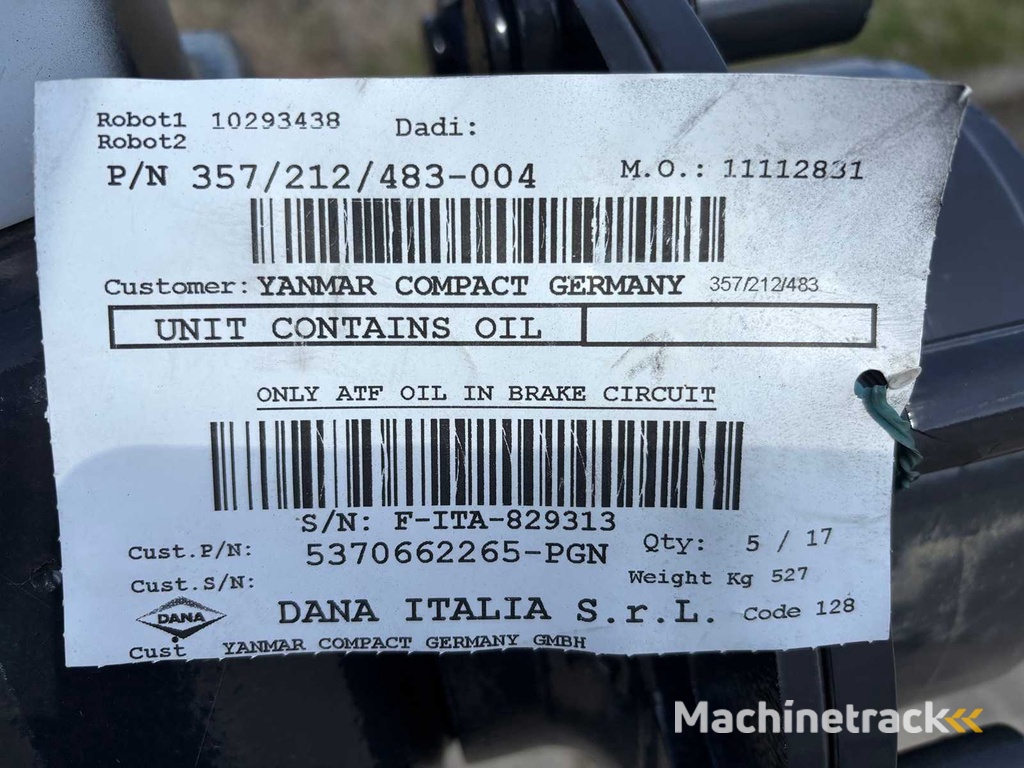 Robot1 10293438 Dadi:
Robot2
P/N 357/212/483-004 M.O.: 11112831
Customer: YANMAR COMPACT GERMANY 357/212/483
UNIT CONTAINS OIL
ONLY ATF OIL IN BRAKE CIRCUIT
S/N: F-ITA-829313
Cust.P/N: 5370662265-PGN Qty: 5 / 17
Cust.S/N: Weight Kg 527
DANA DANA ITALIA S.r.L. Code 128
Cust YANMAR COMPACT GERMANY GMBH
Machinetrack